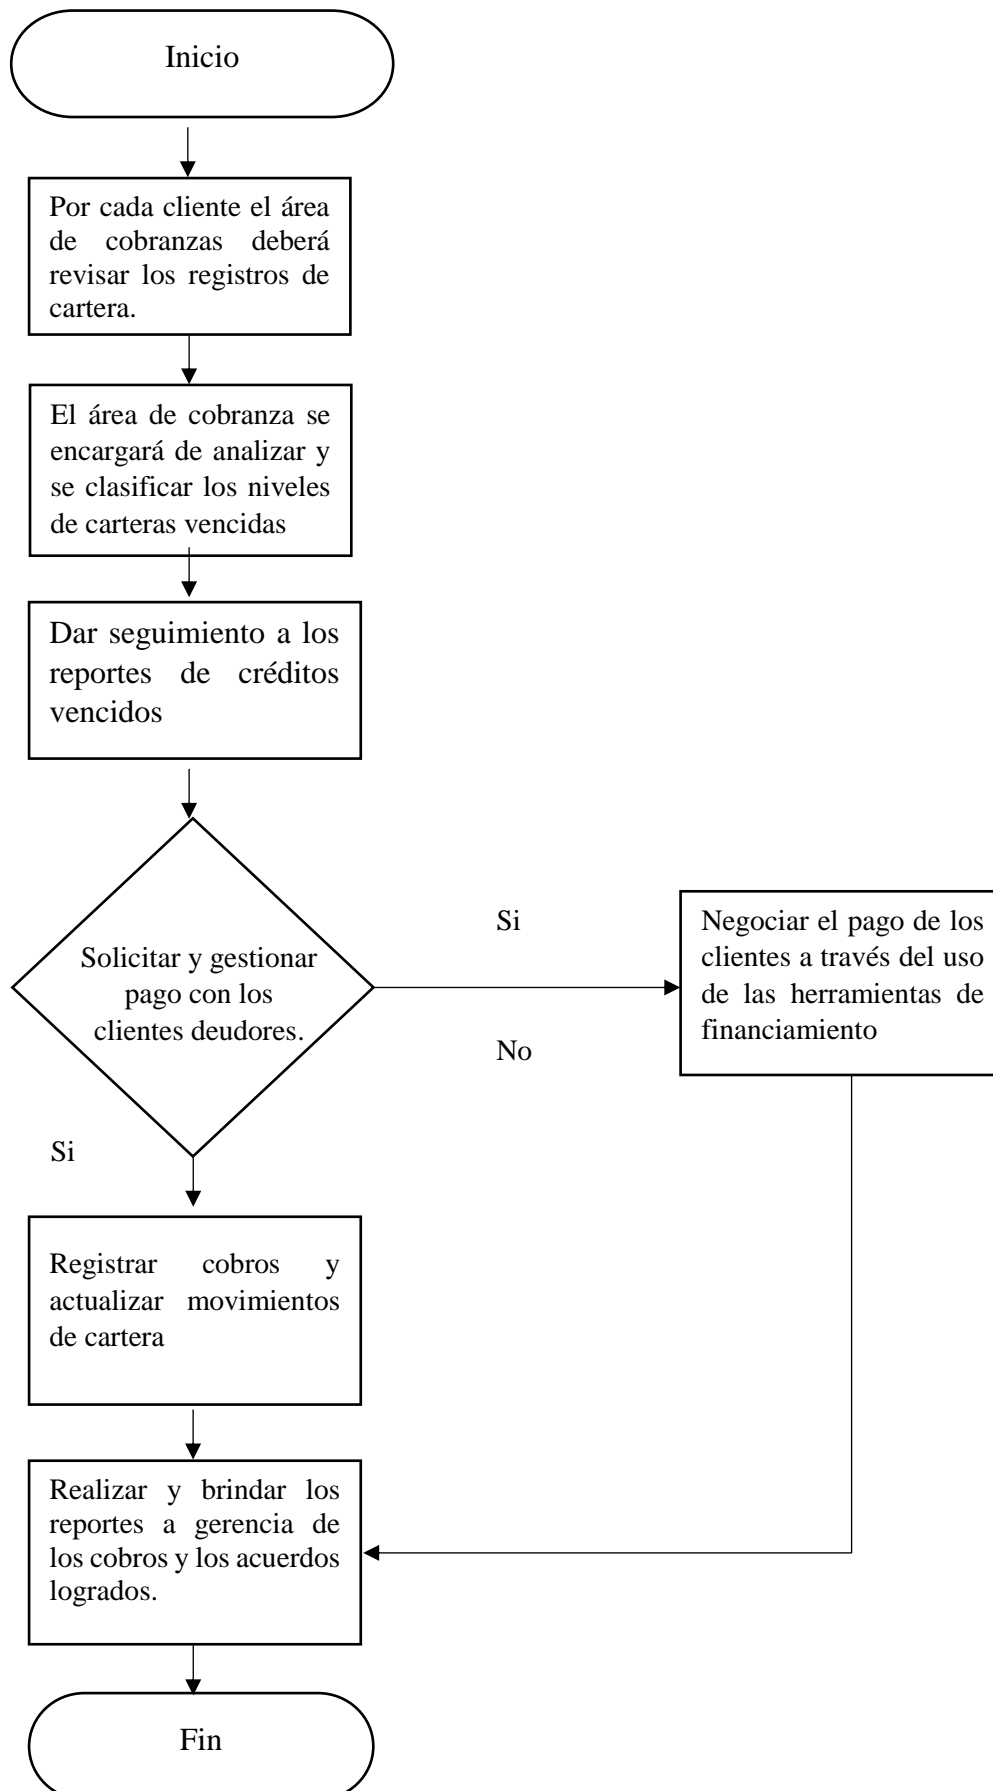 Inicio
Por cada cliente el área
de cobranzas deberá
revisar los registros de
cartera.
El área de cobranza se
encargará de analizar y
se clasificar los niveles
de carteras vencidas
Dar seguimiento a los
reportes de créditos
vencidos
Solicitar y gestionar
pago con los
clientes deudores.
Si
No
Negociar el pago de los
clientes a través del uso
de las herramientas de
financiamiento
Si
Registrar cobros y
actualizar movimientos
de cartera
Realizar y brindar los
reportes a gerencia de
los cobros y los acuerdos
logrados.
Fin